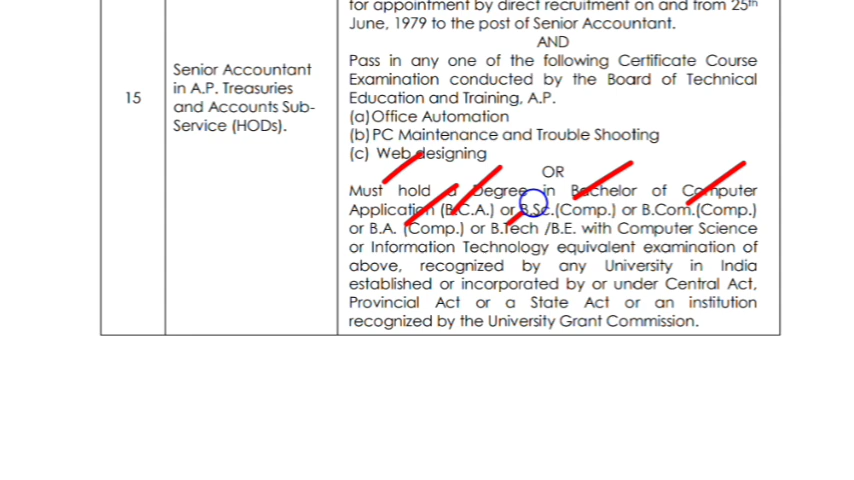 for appointment by direct recruitment on and from 25th
June, 1979 to the post of Senior Accountant.
AND
Pass in any one of the following Certificate Course
Examination conducted by the Board of Technical
Education and Training, A.P.
(a) Office Automation
(b) PC Maintenance and Trouble Shooting
(c) Web designing
OR
Must hold a Degree in Bachelor of Computer
Application (B.C.A.) or B.Sc.(Comp.) or B.Com.(Comp.)
or B.A. (Comp.) or B.Tech /B.E. with Computer Science
or Information Technology equivalent examination of
above, recognized by any University in India
established or incorporated by or under Central Act,
Provincial Act or a State Act or an institution
recognized by the University Grant Commission.
15
Senior Accountant
in A.P. Treasuries
and Accounts Sub-
Service (HODs).